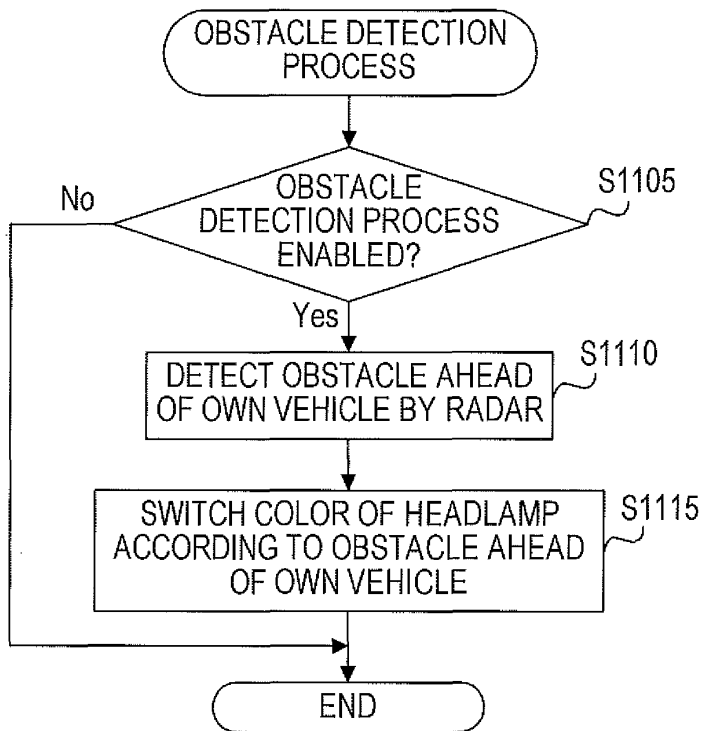 OBSTACLE DETECTION
PROCESS
OBSTACLE
DETECTION PROCESS
ENABLED?
S1105
No
Yes
DETECT OBSTACLE AHEAD
OF OWN VEHICLE BY RADAR
S1110
SWITCH COLOR OF HEADLAMP
ACCORDING TO OBSTACLE AHEAD
OF OWN VEHICLE
S1115
END